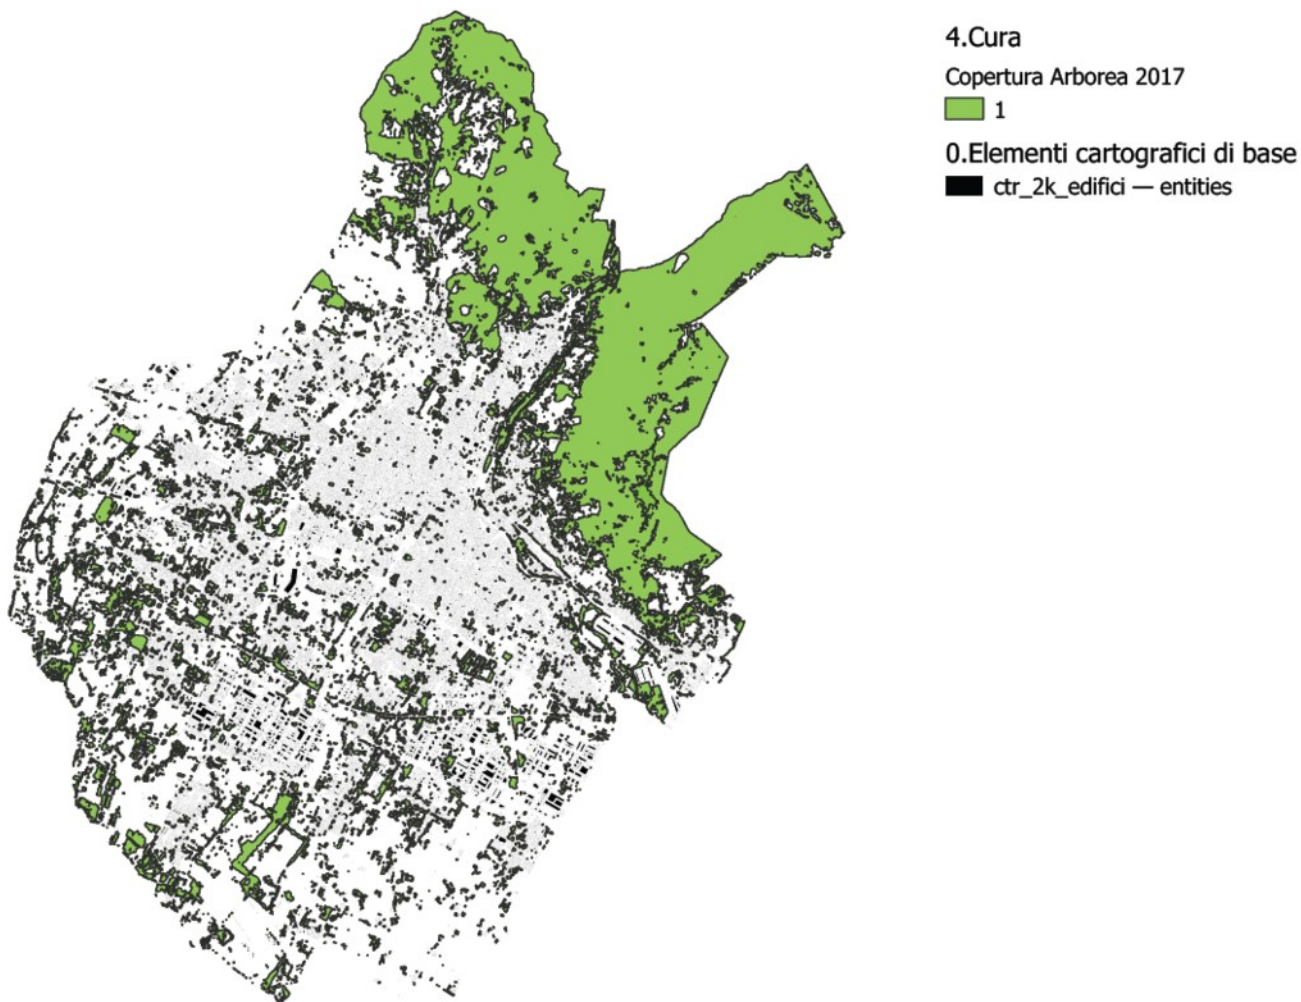 4.Cura
Copertura Arborea 2017
1
0.Elementi cartografici di base
ctr_2k_edifici — entities